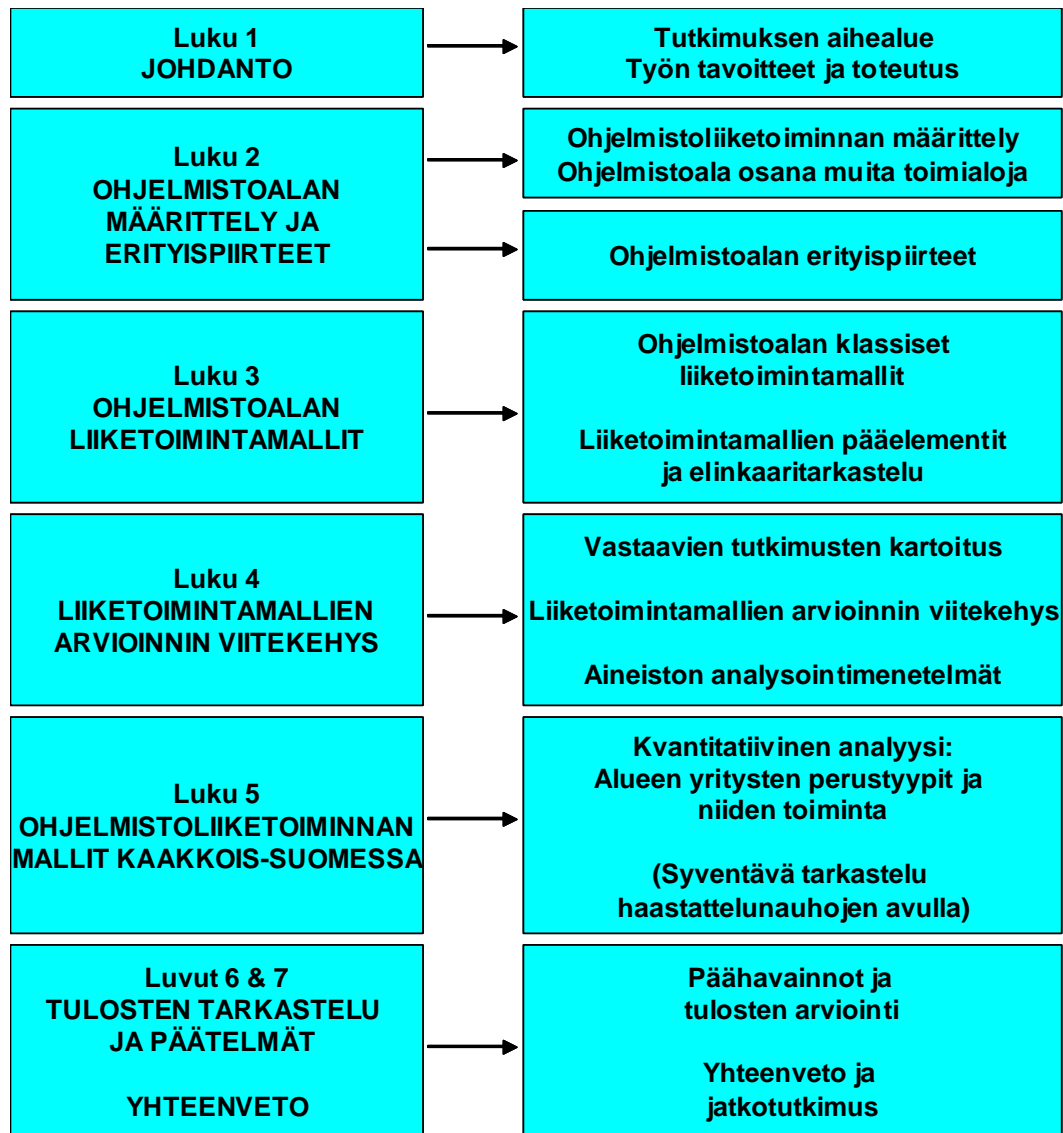 Luku 1
JOHDANTO
Tutkimuksen aihealue
Työn tavoitteet ja toteutus
Luku 2
OHJELMISTOALAN
MÄÄRITTELY JA
ERITYISPIIRTEET
Ohjelmistoliiketoiminnan määrittely
Ohjelmistoala osana muita toimialoja
Ohjelmistoalan erityispiirteet
Luku 3
OHJELMISTOALAN
LIIKETOIMINTAMALLIT
Ohjelmistoalan klassiset
liiketoimintamallit
Liiketoimintamallien pääelementit
ja elinkaaritarkastelu
Luku 4
LIIKETOIMINTAMALLIEN
ARVIOINNIN VIITEKEHYS
Vastaavien tutkimusten kartoitus
Liiketoimintamallien arvioinnin viitekehys
Aineiston analysointimenetelmät
Luku 5
OHJELMISTOLIIKETOIMINNAN
MALLIT KAAKKOIS-SUOMESSA
Kvantitatiivinen analyysi:
Alueen yritysten perustyypit ja
niiden toiminta
(Syventävä tarkastelu
haastattelunauhojen avulla)
Luvut 6 & 7
TULOSTEN TARKASTELU
JA PÄÄTELMÄT
YHTEENVETO
Päähavainnot ja
tulosten arviointi
Yhteenveto ja
jatkotutkimus